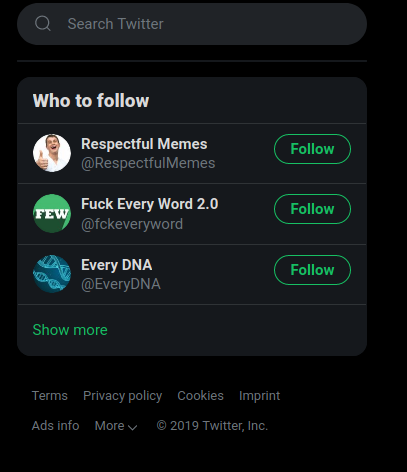 Search Twitter
Who to follow
Respectful Memes
@RespectfulMemes
Follow
FEW
Fuck Every Word 2.0
@fckeveryword
Follow
Every DNA
@EveryDNA
Follow
Show more
Terms Privacy policy Cookies Imprint
Ads info More © 2019 Twitter, Inc.